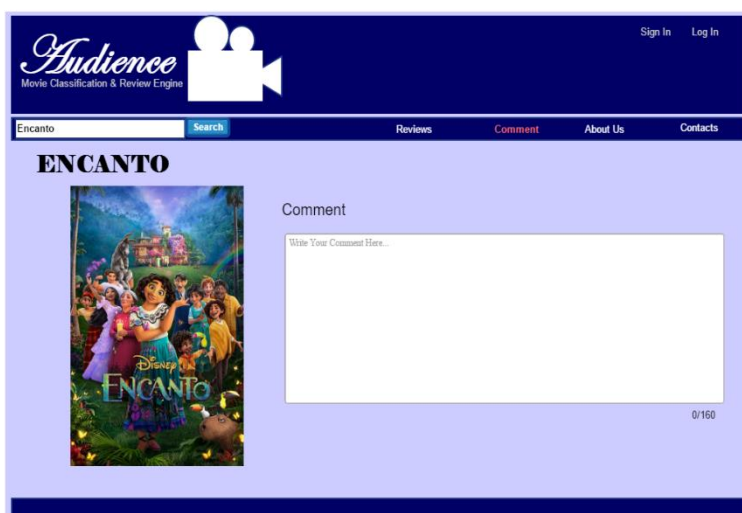 Sign In Log In
Audience
Movie Classification & Review Engine
Encanto Search Reviews Comment About Us Contacts
ENCANTO
Comment
Write Your Comment Here...
DISNEY
ENCANTO
0/160